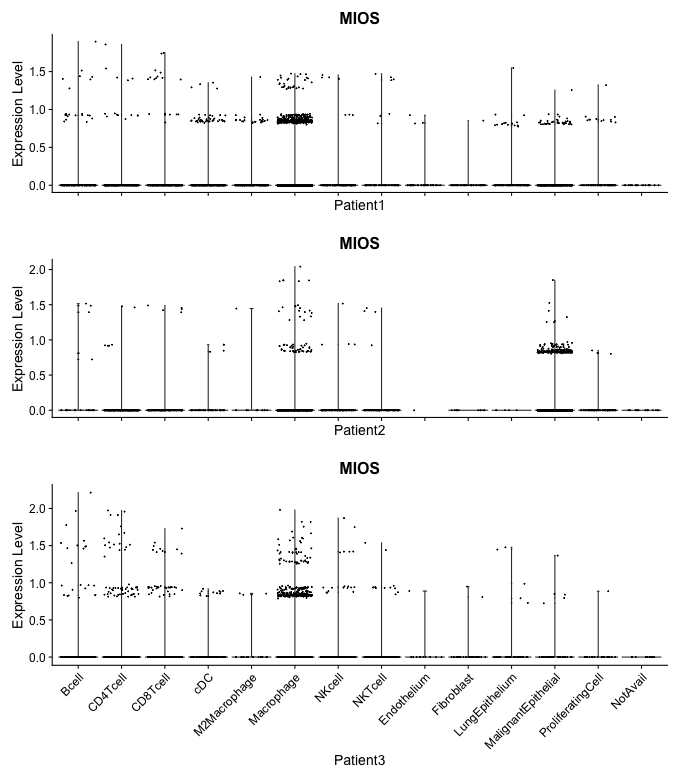 MIOS
Expression Level
1.5
1.0
0.5
0.0
Patient1
MIOS
Expression Level
2.0
1.5
1.0
0.5
0.0
Patient2
MIOS
Expression Level
2.0
1.5
1.0
0.5
0.0
Bcell
CD4Tcell
CD8Tcell
cDC
M2Macrophage
Macrophage
NKcell
NKTcell
Endothelium
Fibroblast
LungEpithelium
MalignantEpithelial
ProliferatingCell
NotAvail
Patient3